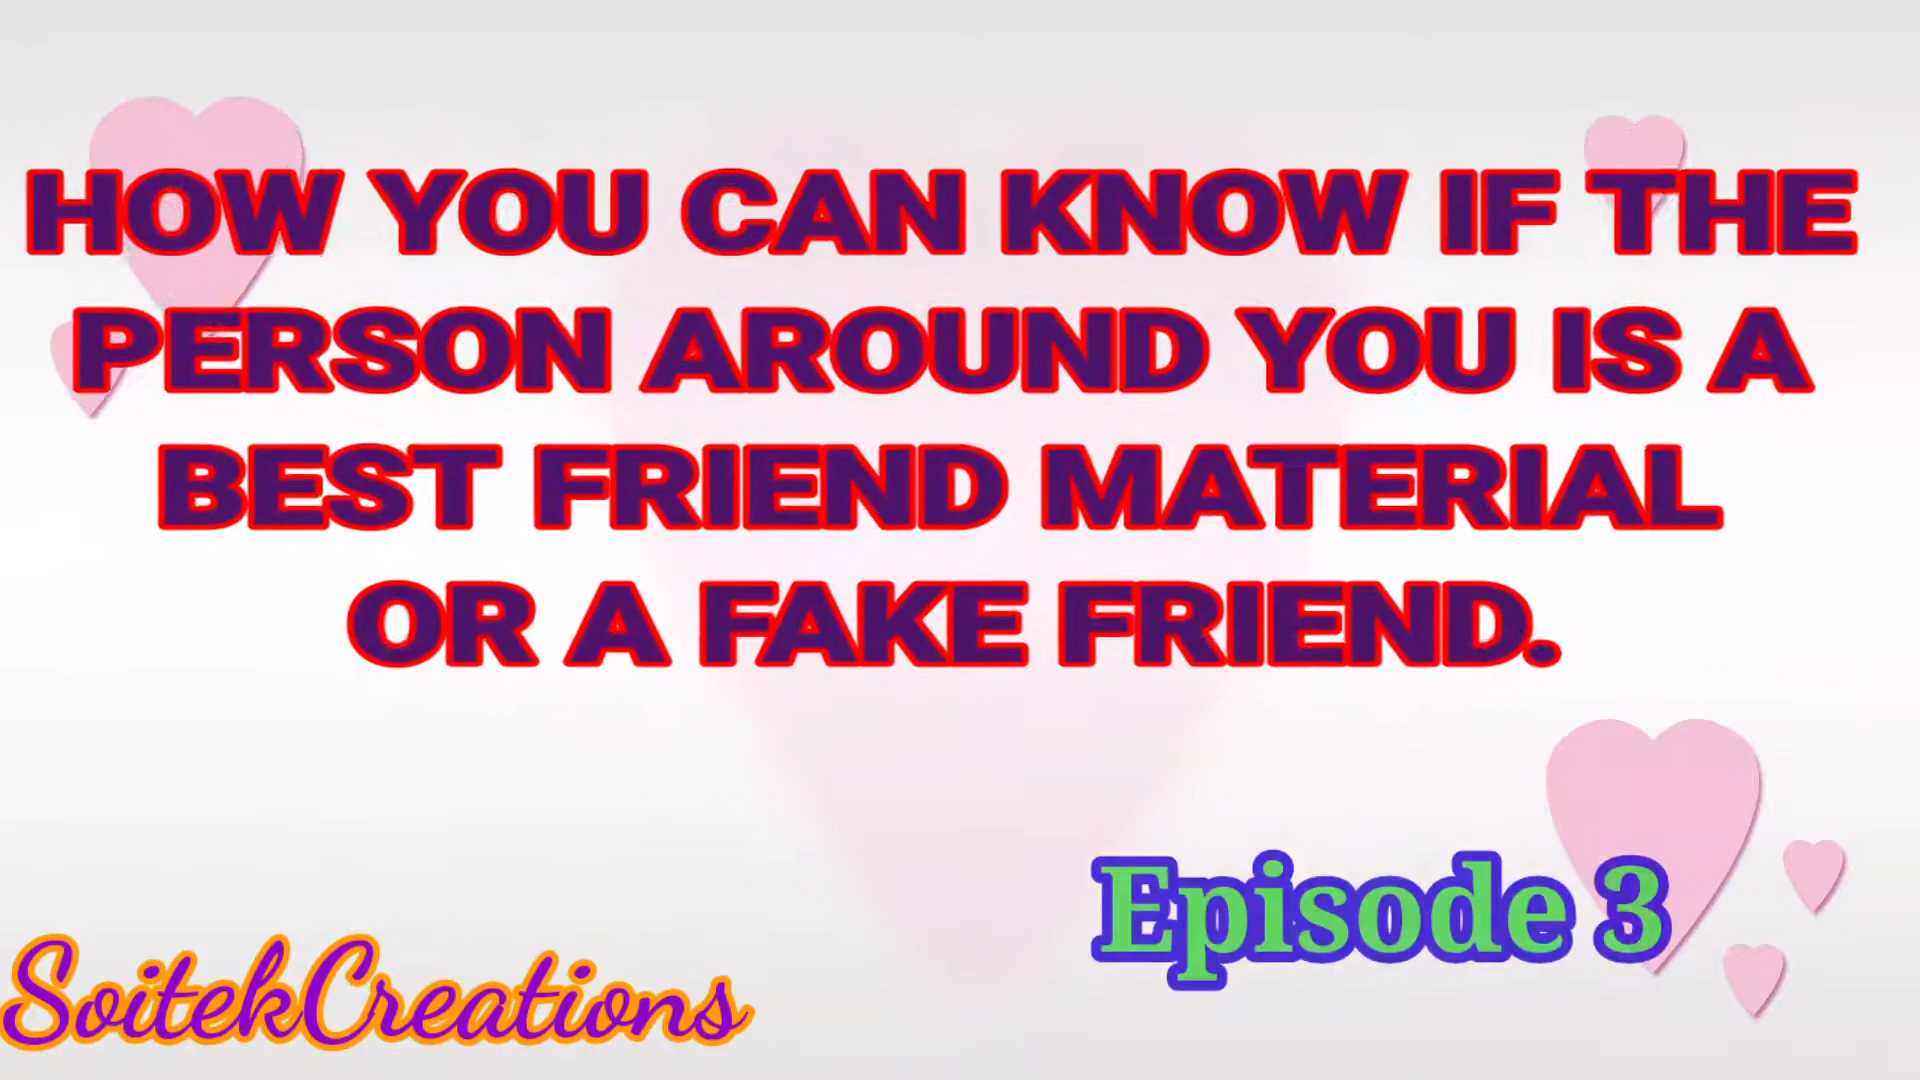 HOW YOU CAN KNOW IF THE
PERSON AROUND YOU IS A
BEST FRIEND MATERIAL
OR A FAKE FRIEND.
Episode 3
SoitekCreations